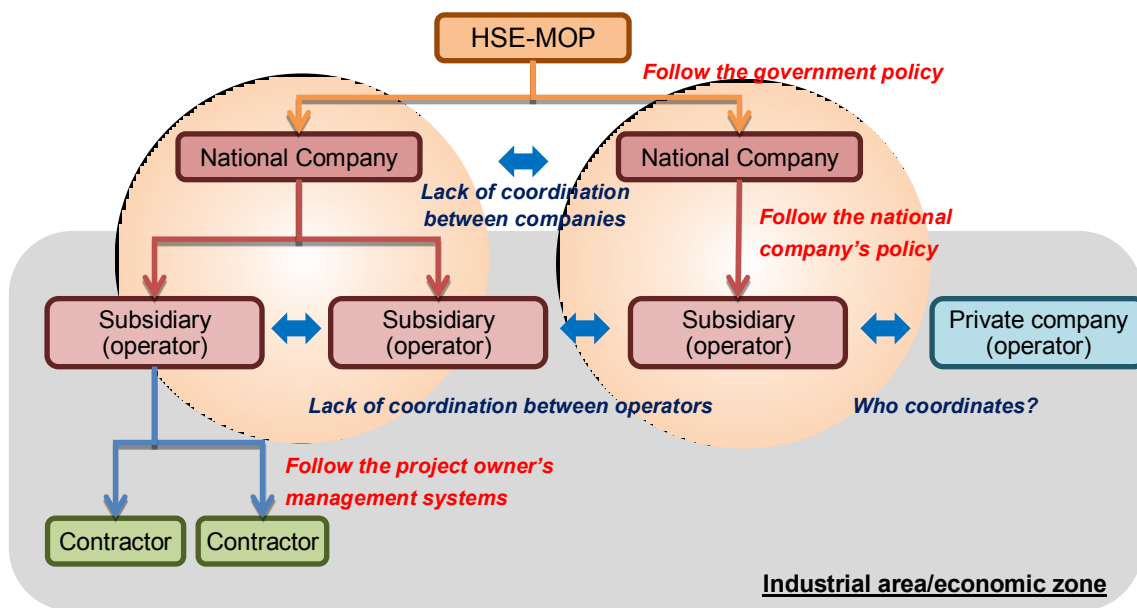 HSE-MOP
Follow the government policy
National Company
National Company
Lack of coordination
between companies
Follow the national
company's policy
Subsidiary
(operator)
Subsidiary
(operator)
Subsidiary
(operator)
Private company
(operator)
Lack of coordination between operators
Who coordinates?
Follow the project owner's
management systems
Contractor
Contractor
Industrial area/economic zone